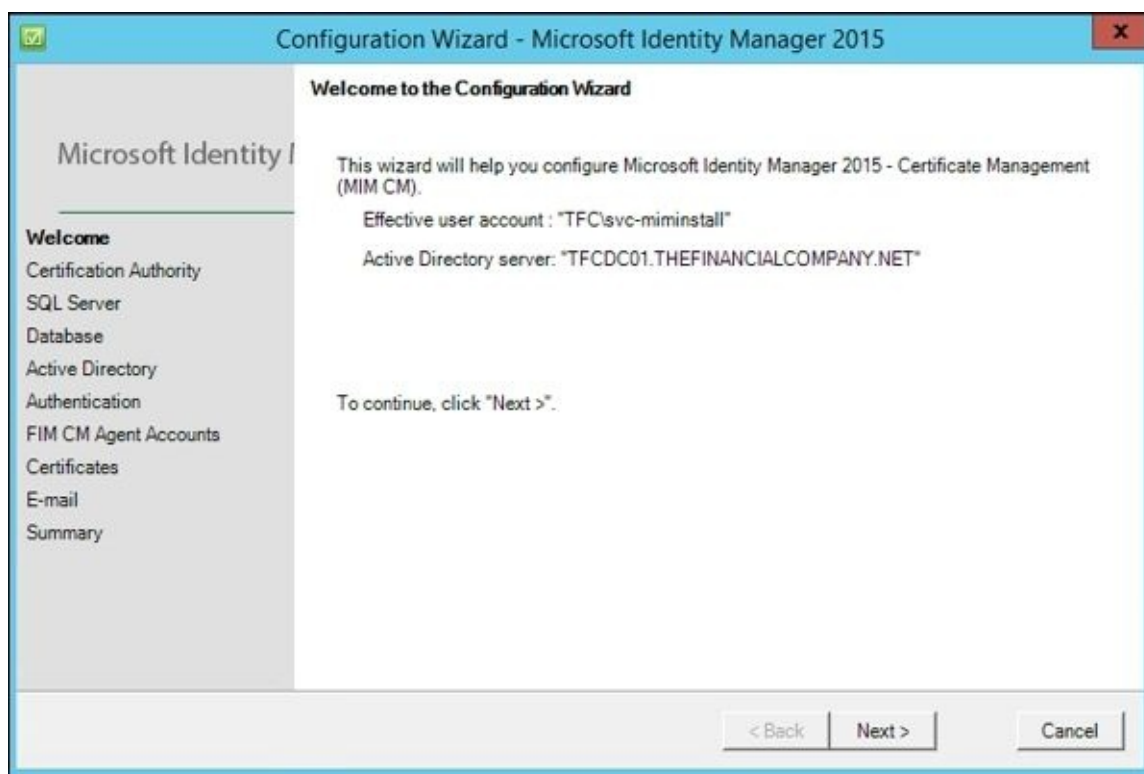 Configuration Wizard - Microsoft Identity Manager 2015
x
Microsoft Identity
Welcome
Certification Authority
SQL Server
Database
Active Directory
Authentication
FIM CM Agent Accounts
Certificates
E-mail
Summary
Welcome to the Configuration Wizard
This wizard will help you configure Microsoft Identity Manager 2015 - Certificate Management
(MIM CM).
Effective user account : "TFC\svc-miminstall"
Active Directory server: "TFCDC01.THEFINANCIALCOMPANY.NET"
To continue, click "Next >".
< Back
Next >
Cancel